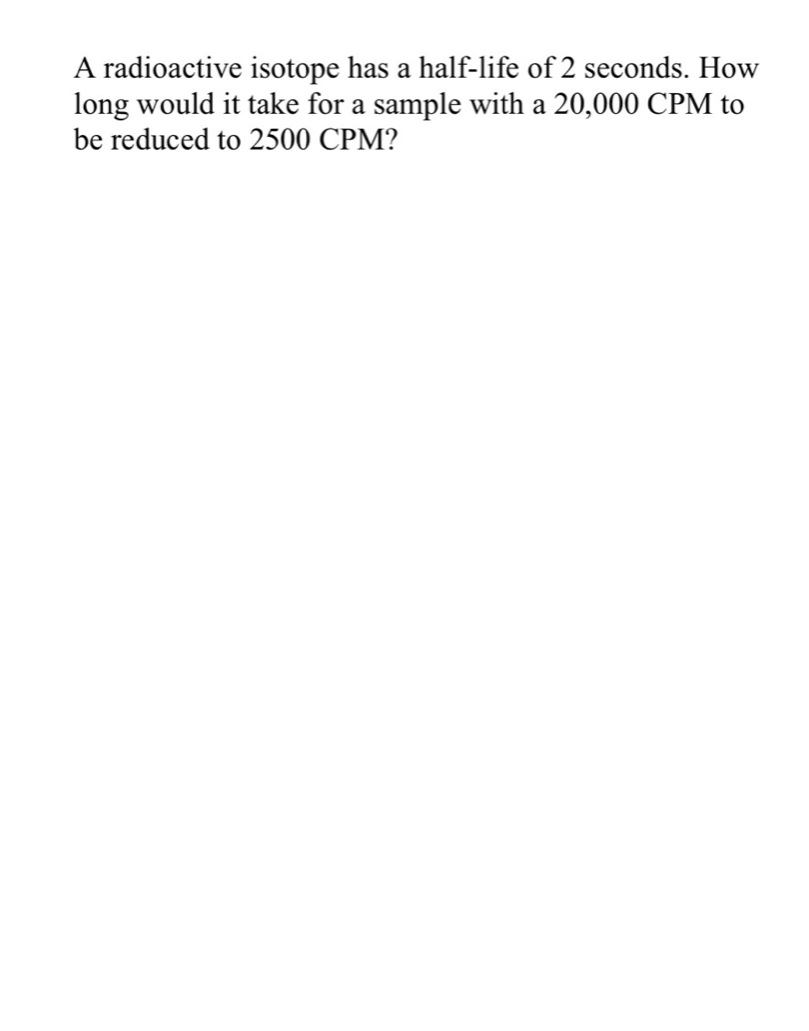 A radioactive isotope has a half-life of 2 seconds. How
long would it take for a sample with a 20,000 CPM to
be reduced to 2500 CPM?